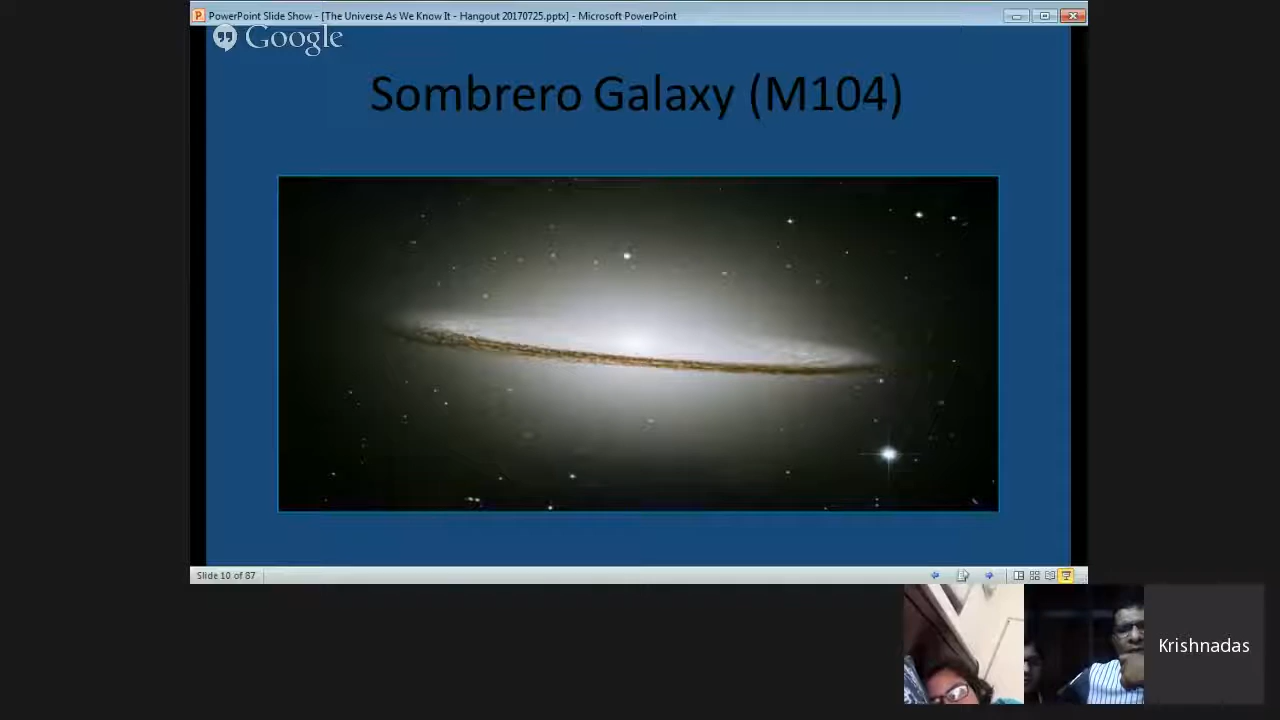 PowerPoint Slide Show - [The Universe As We Know It - Hangout 20170725.pptx] - Microsoft PowerPoint
Google
Sombrero Galaxy (M104)
Slide 10 of 87
Krishnadas